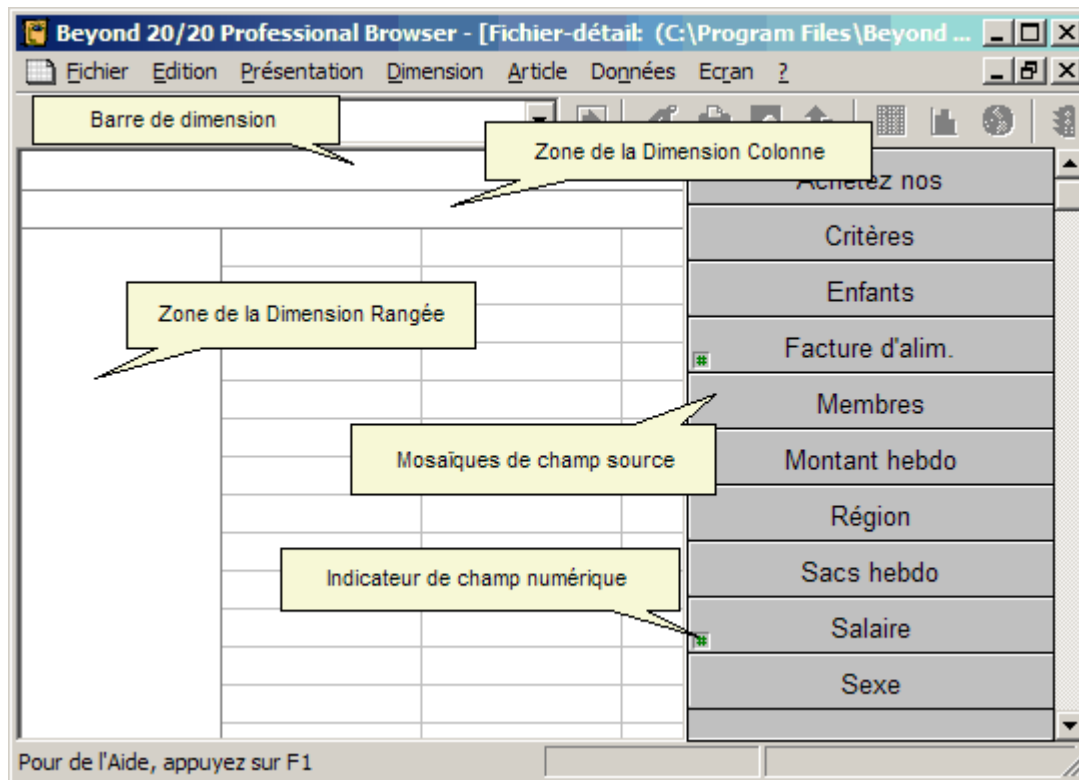 Beyond 20/20 Professional Browser - [Fichier-détail: (C:\Program Files\Beyond ...
Fichier Edition Présentation Dimension Article Données Ecran ?
Barre de dimension
Zone de la Dimension Colonne
Achetez nos
Critères
Enfants
Zone de la Dimension Rangée
Facture d'alim.
Membres
Mosaïques de champ source
Montant hebdo
Région
Indicateur de champ numérique
Sacs hebdo
Salaire
Sexe
Pour de l'Aide, appuyez sur F1